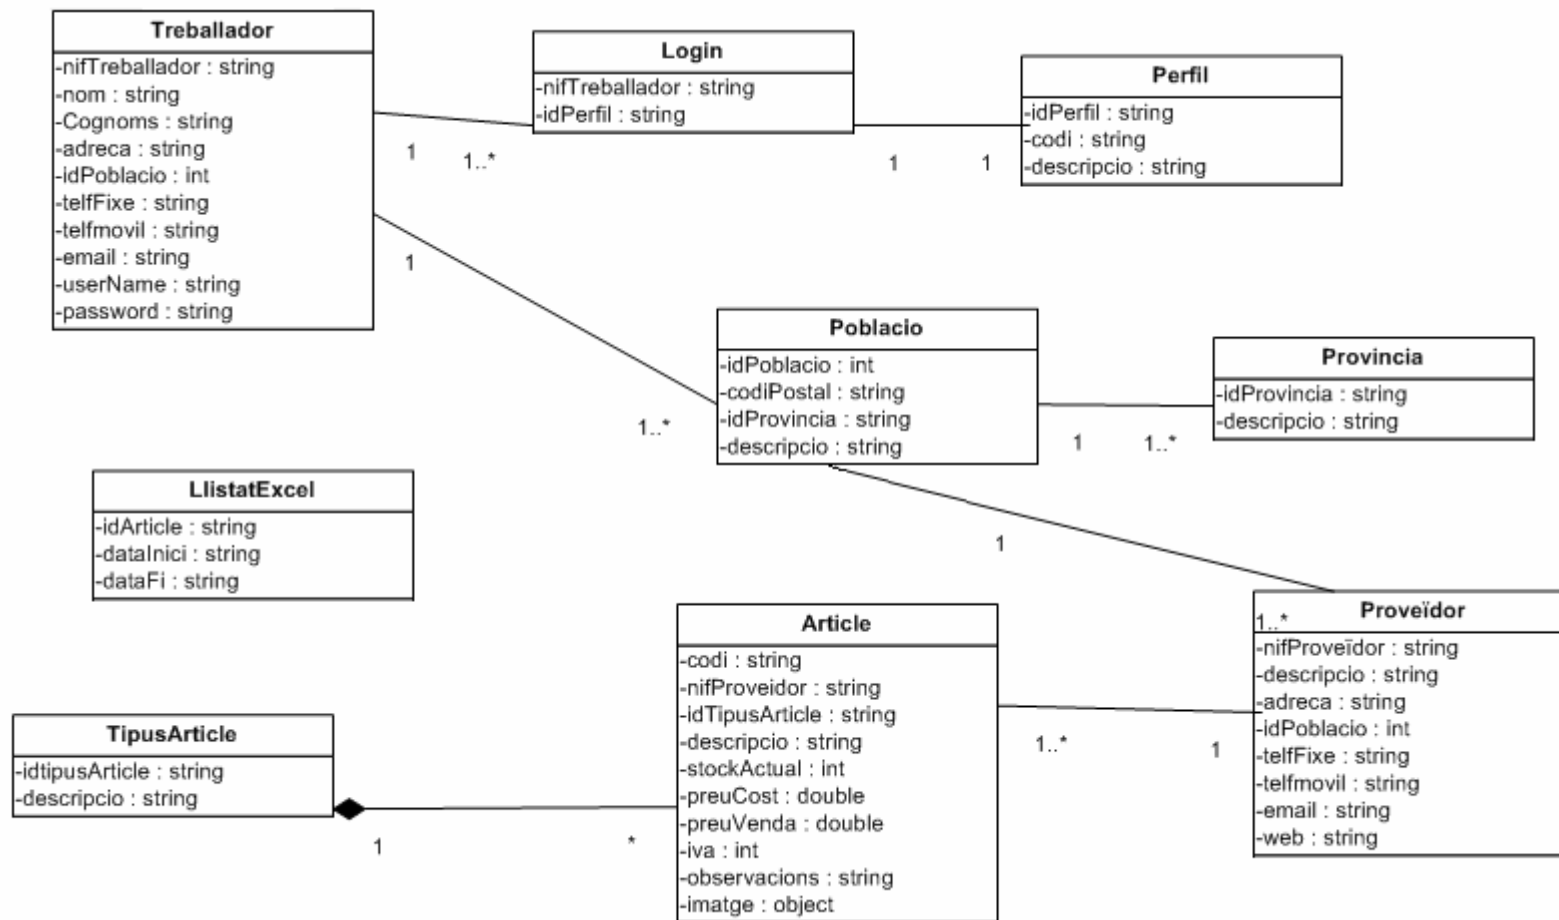 Treballador
-nifTreballador : string
-nom : string
-Cognoms : string
-adreca : string
-idPoblacio : int
-telfFixe : string
-telfmovil : string
-email : string
-userName : string
-password : string
Login
-nifTreballador : string
-idPerfil : string
Perfil
-idPerfil : string
-codi : string
-descripcio : string
1
1..*
1
1
1
1..*
Poblacio
-idPoblacio : int
-codiPostal : string
-idProvincia : string
-descripcio : string
Provincia
-idProvincia : string
-descripcio : string
1
1..*
LlistatExcel
-idArticle : string
-dataInici : string
-dataFi : string
1
1..*
Article
-codi : string
-nifProveidor : string
-idTipusArticle : string
-descripcio : string
-stockActual : int
-preuCost : double
-preuVenda : double
-iva : int
-observacions : string
-imatge : object
Proveïdor
-nifProveïdor : string
-descripcio : string
-adreca : string
-idPoblacio : int
-telfFixe : string
-telfmovil : string
-email : string
-web : string
1..*
1
TipusArticle
-idtipusArticle : string
-descripcio : string
1
*